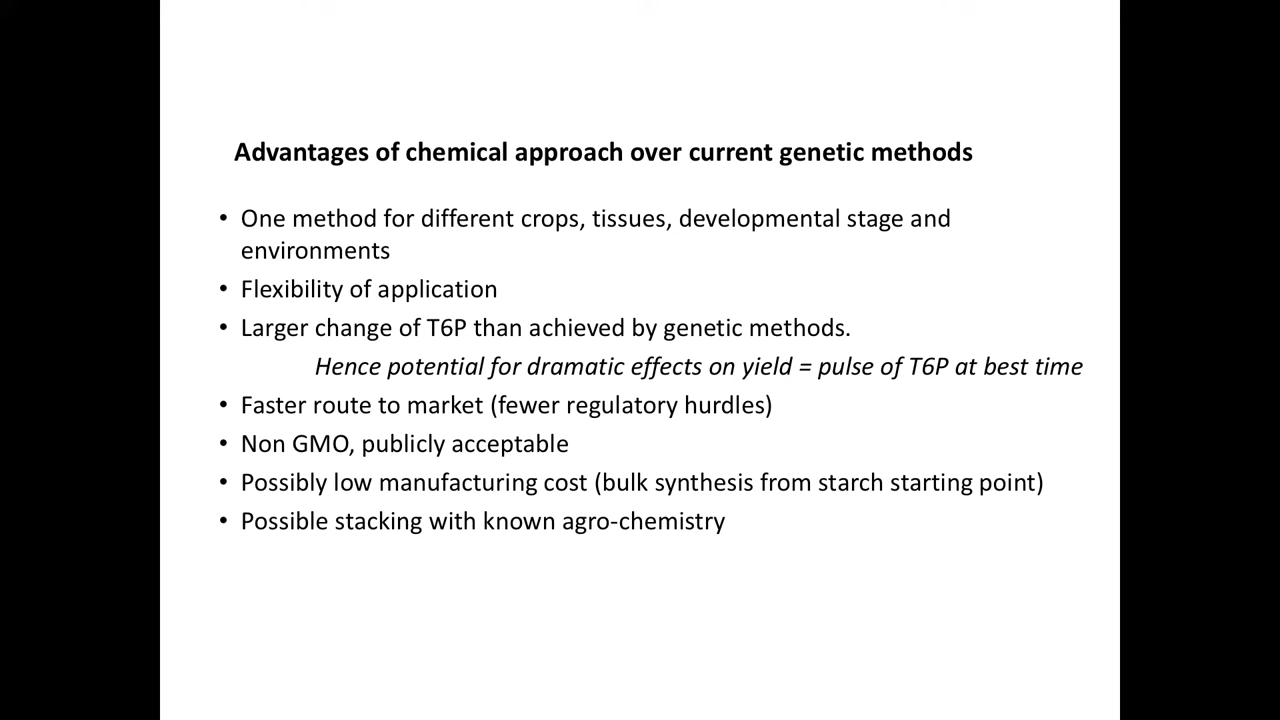 Advantages of chemical approach over current genetic methods
• One method for different crops, tissues, developmental stage and
environments
• Flexibility of application
• Larger change of T6P than achieved by genetic methods.
Hence potential for dramatic effects on yield = pulse of T6P at best time
• Faster route to market (fewer regulatory hurdles)
• Non GMO, publicly acceptable
• Possibly low manufacturing cost (bulk synthesis from starch starting point)
• Possible stacking with known agro-chemistry